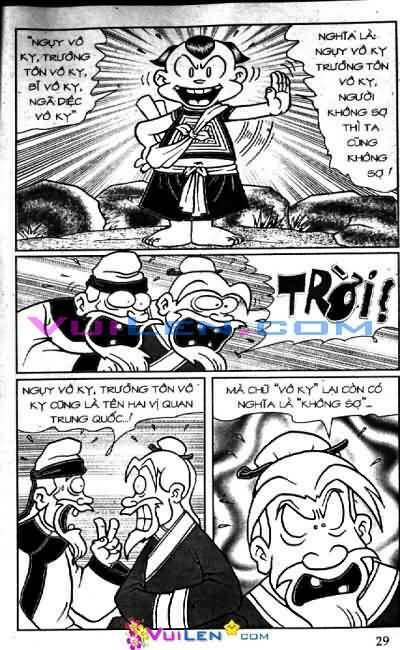 "NGỤY VÔ
KỴ, TRƯỞNG
TÔN VÔ KỴ,
BỈ VÔ KỴ,
NGÃ DIỆC
VÔ KỴ"
NGHĨA LÀ:
NGỤY VÔ KỴ
TRƯỞNG TÔN
VÔ KỴ,
NGƯỜI
KHÔNG SỢ
THÌ TA
CŨNG
KHÔNG
SỢ!
TRỜI!
VUILEN.COM
NGỤY VÔ KỴ, TRƯỞNG TÔN VÔ
KỴ CŨNG LÀ TÊN HAI VỊ QUAN
TRUNG QUỐC...!
MÀ CHỮ "VÔ KỴ" LẠI CÒN CÓ
NGHĨA LÀ "KHÔNG SỢ"...
VUILEN.COM
29